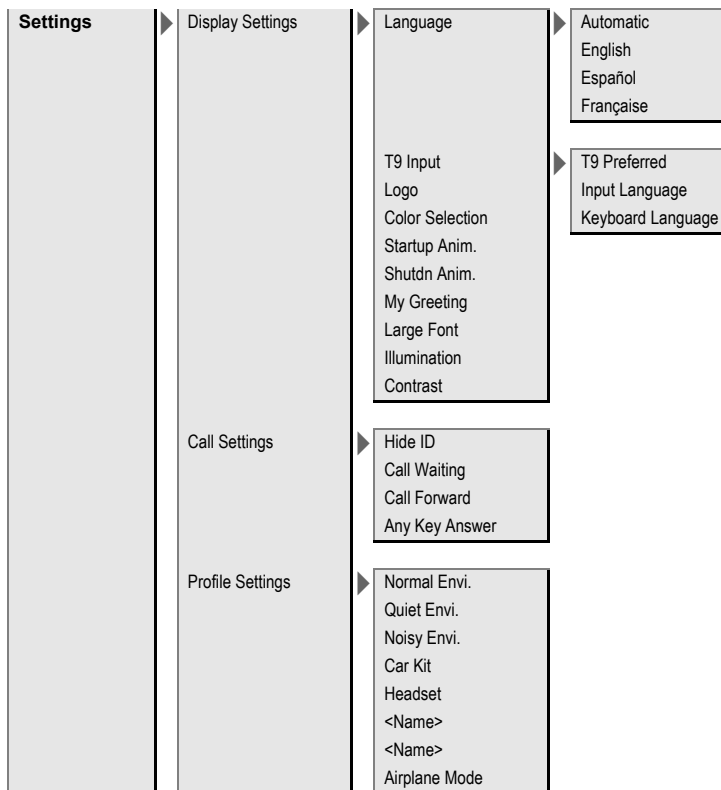 Settings
Display Settings
Language
Automatic
English
Español
Française
T9 Input
T9 Preferred
Input Language
Keyboard Language
Logo
Color Selection
Startup Anim.
Shutdn Anim.
My Greeting
Large Font
Illumination
Contrast
Call Settings
Hide ID
Call Waiting
Call Forward
Any Key Answer
Profile Settings
Normal Envi.
Quiet Envi.
Noisy Envi.
Car Kit
Headset
<Name>
<Name>
Airplane Mode